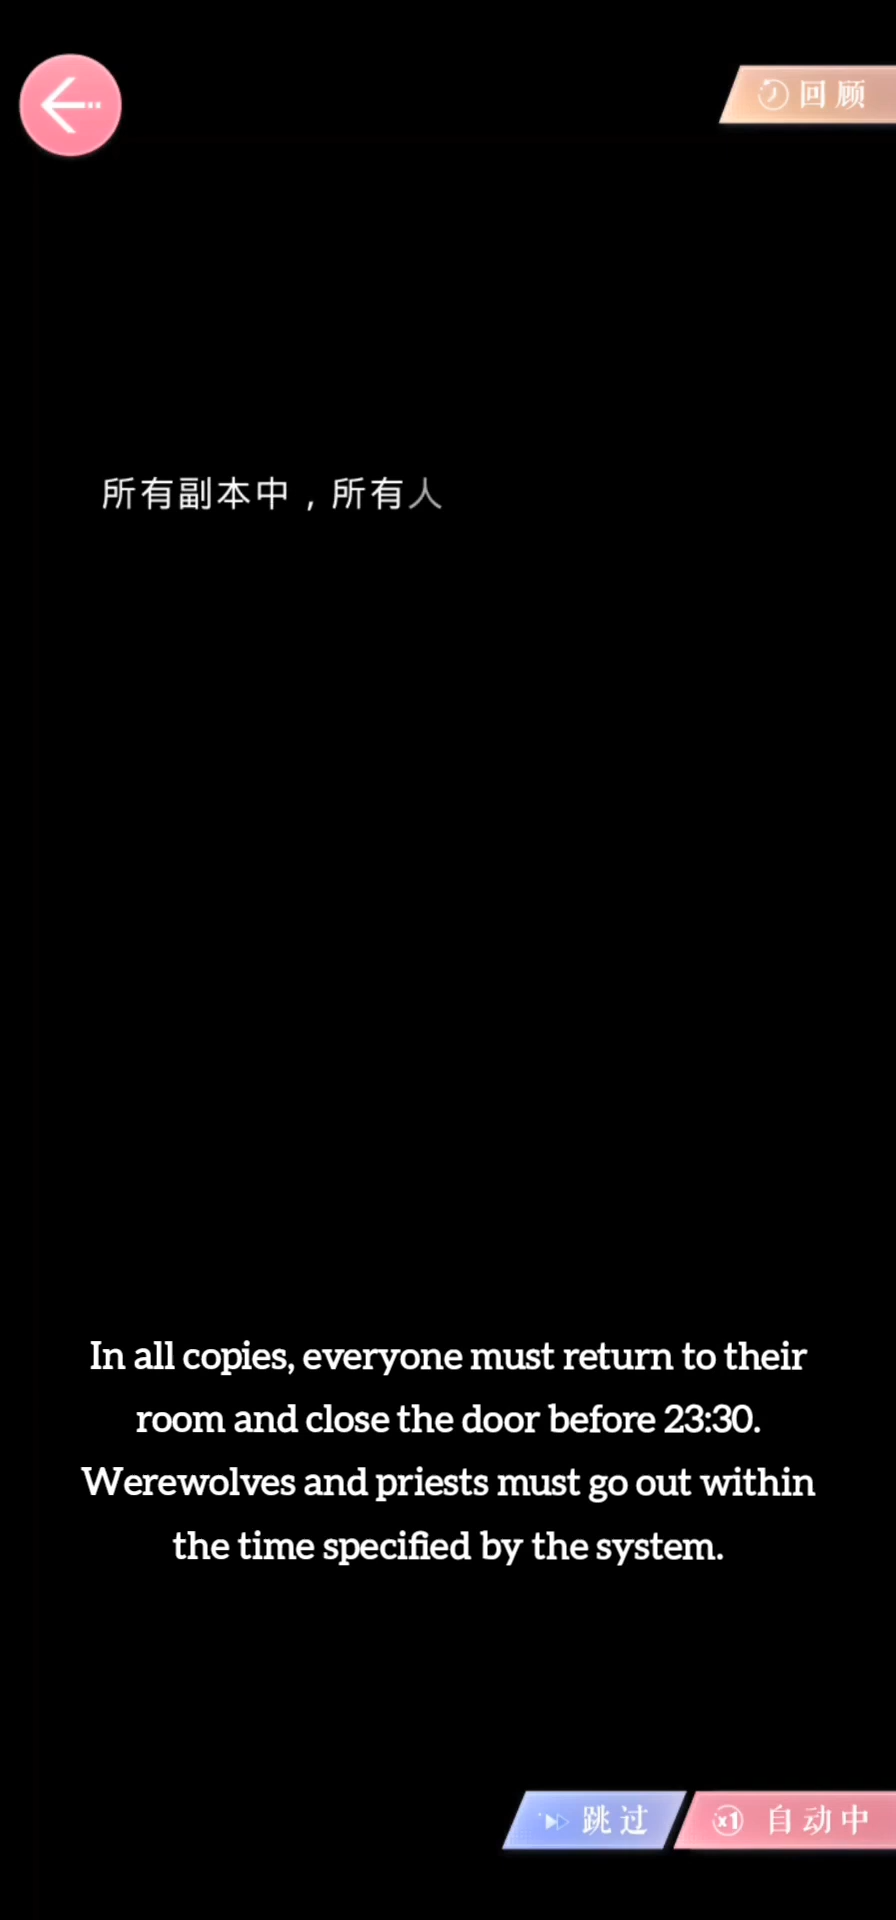 回顾
所有副本中，所有人
In all copies, everyone must return to their
room and close the door before 23:30.
Werewolves and priests must go out within
the time specified by the system.
跳过
x1 自动中